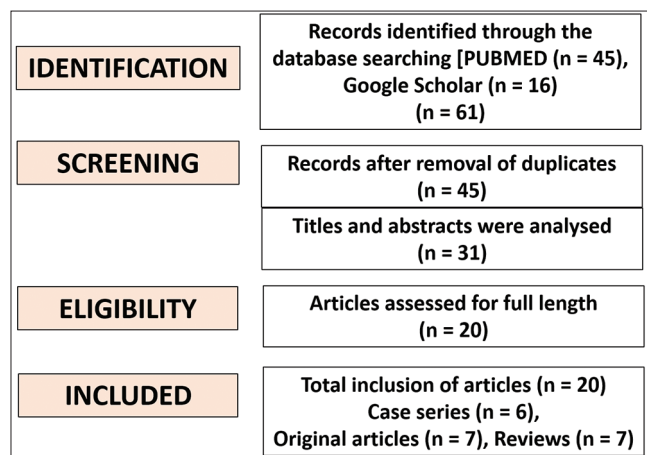 IDENTIFICATION
Records identified through the
database searching [PUBMED (n = 45),
Google Scholar (n = 16)
(n = 61)
SCREENING
Records after removal of duplicates
(n = 45)
Titles and abstracts were analysed
(n = 31)
ELIGIBILITY
Articles assessed for full length
(n = 20)
INCLUDED
Total inclusion of articles (n = 20)
Case series (n = 6),
Original articles (n = 7), Reviews (n = 7)